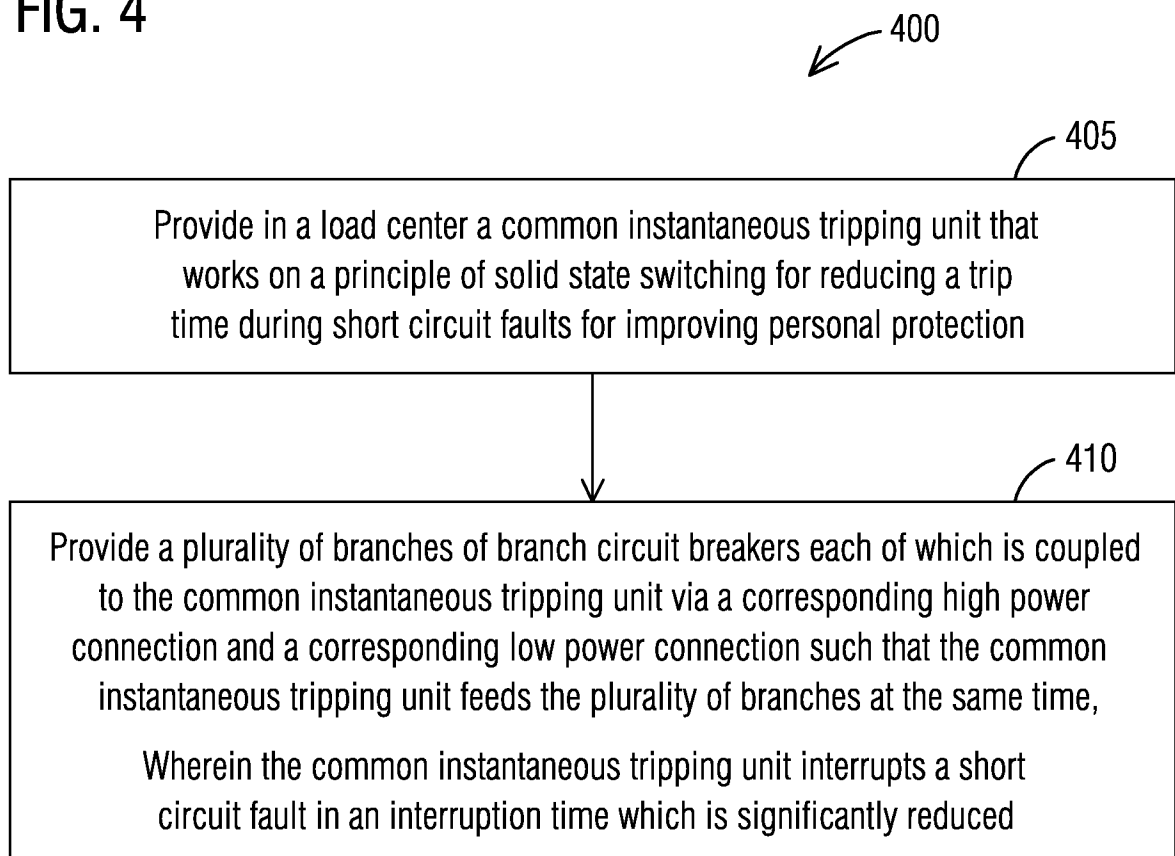 FIG. 4
400
405
Provide in a load center a common instantaneous tripping unit that
works on a principle of solid state switching for reducing a trip
time during short circuit faults for improving personal protection
410
Provide a plurality of branches of branch circuit breakers each of which is coupled
to the common instantaneous tripping unit via a corresponding high power
connection and a corresponding low power connection such that the common
instantaneous tripping unit feeds the plurality of branches at the same time,
Wherein the common instantaneous tripping unit interrupts a short
circuit fault in an interruption time which is significantly reduced